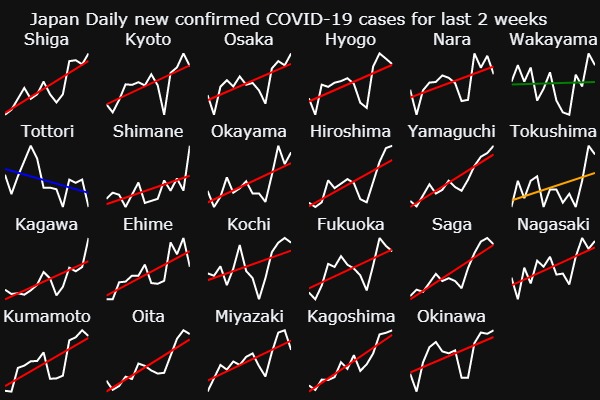 Japan Daily new confirmed COVID-19 cases for last 2 weeks
Shiga Kyoto Osaka Hyogo Nara Wakayama
Tottori Shimane Okayama Hiroshima Yamaguchi Tokushima
Kagawa Ehime Kochi Fukuoka Saga Nagasaki
Kumamoto Oita Miyazaki Kagoshima Okinawa